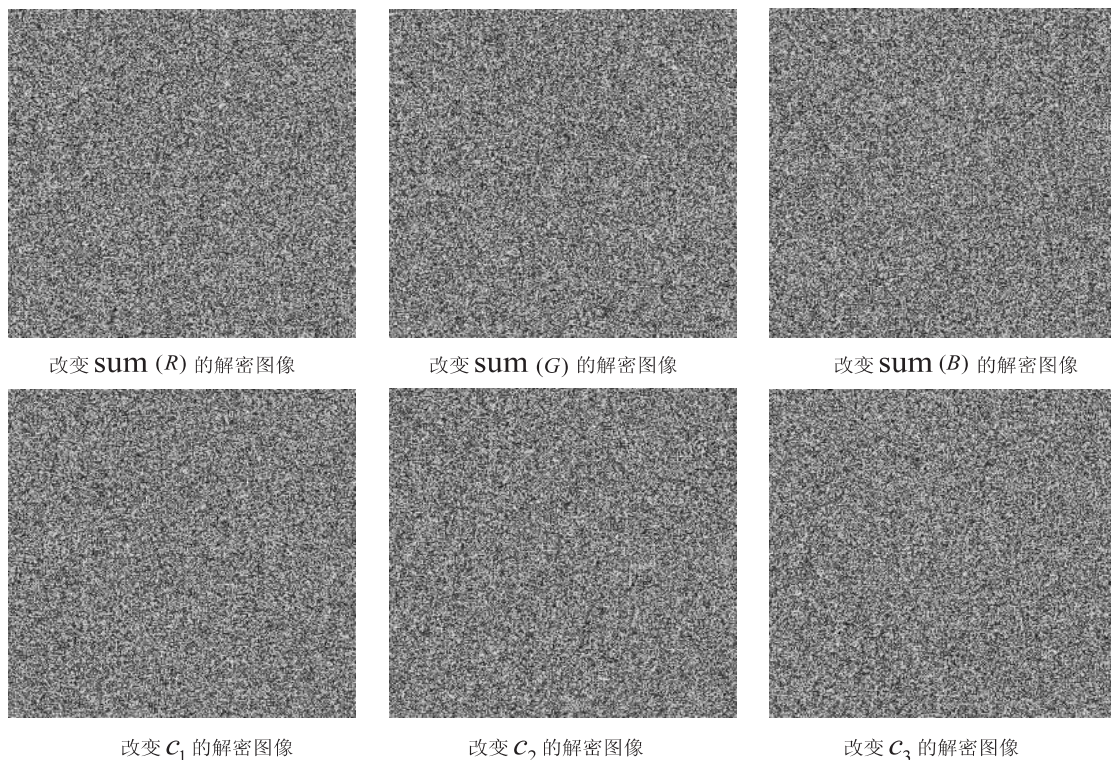 改变 sum (R) 的解密图像
改变 sum (G) 的解密图像
改变 sum (B) 的解密图像
改变 c₁ 的解密图像
改变 c₂ 的解密图像
改变 c₃ 的解密图像